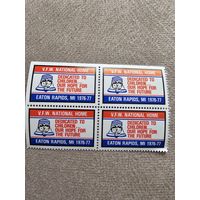 V.F.W. NATIONAL HOME
DEDICATED TO
CHILDREN
OUR HOPE FOR
THE FUTURE
EATON RAPIDS, MI 1976-77
V.F.W. NATIONAL HOME
DEDICATED TO
CHILDREN
OUR HOPE FOR
THE FUTURE
EATON RAPIDS, MI 1976-77
V.F.W. NATIONAL HOME
DEDICATED TO
CHILDREN
OUR HOPE FOR
THE FUTURE
EATON RAPIDS, MI 1976-77
V.F.W. NATIONAL HOME
DEDICATED TO
CHILDREN
OUR HOPE FOR
THE FUTURE
EATON RAPIDS, MI 1976-77